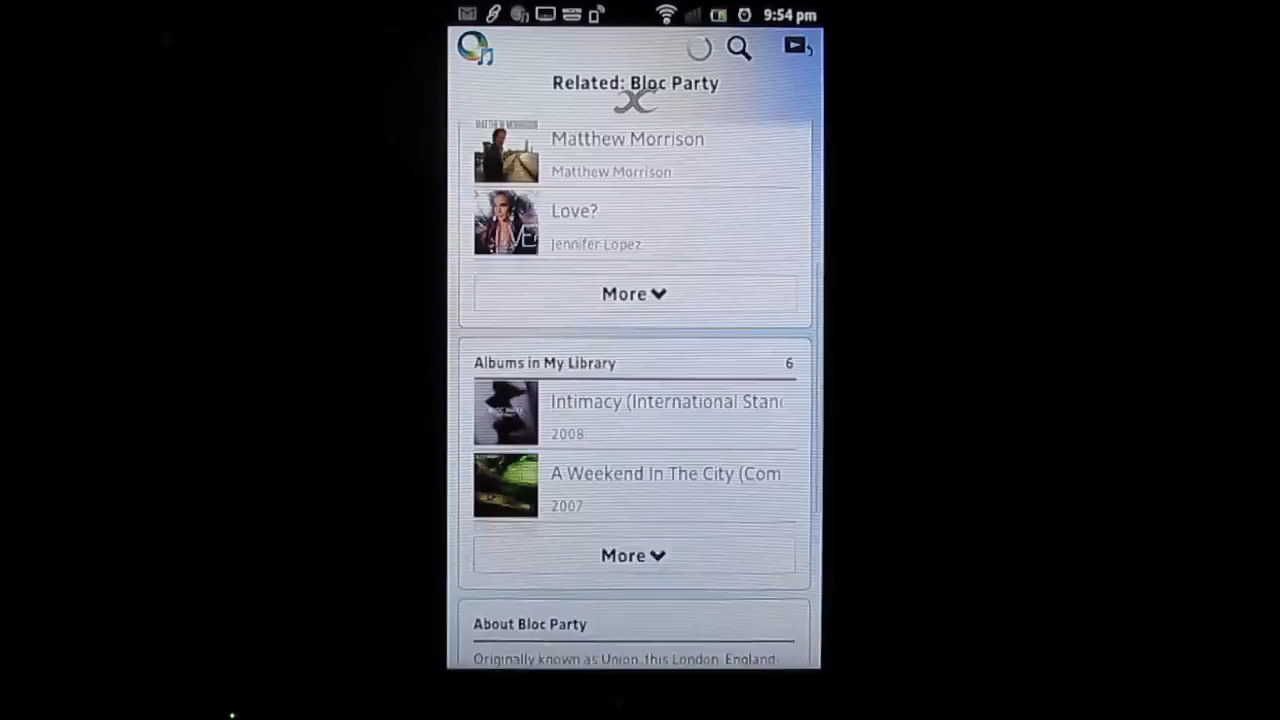 9:54 pm
Related: Bloc Party
MATTHEW MORRISON
Matthew Morrison
Matthew Morrison
Love?
Jennifer Lopez
More
Albums in My Library 6
Intimacy (International Stan
2008
A Weekend In The City (Com
2007
More
About Bloc Party
Originally known as Union, this London, England-